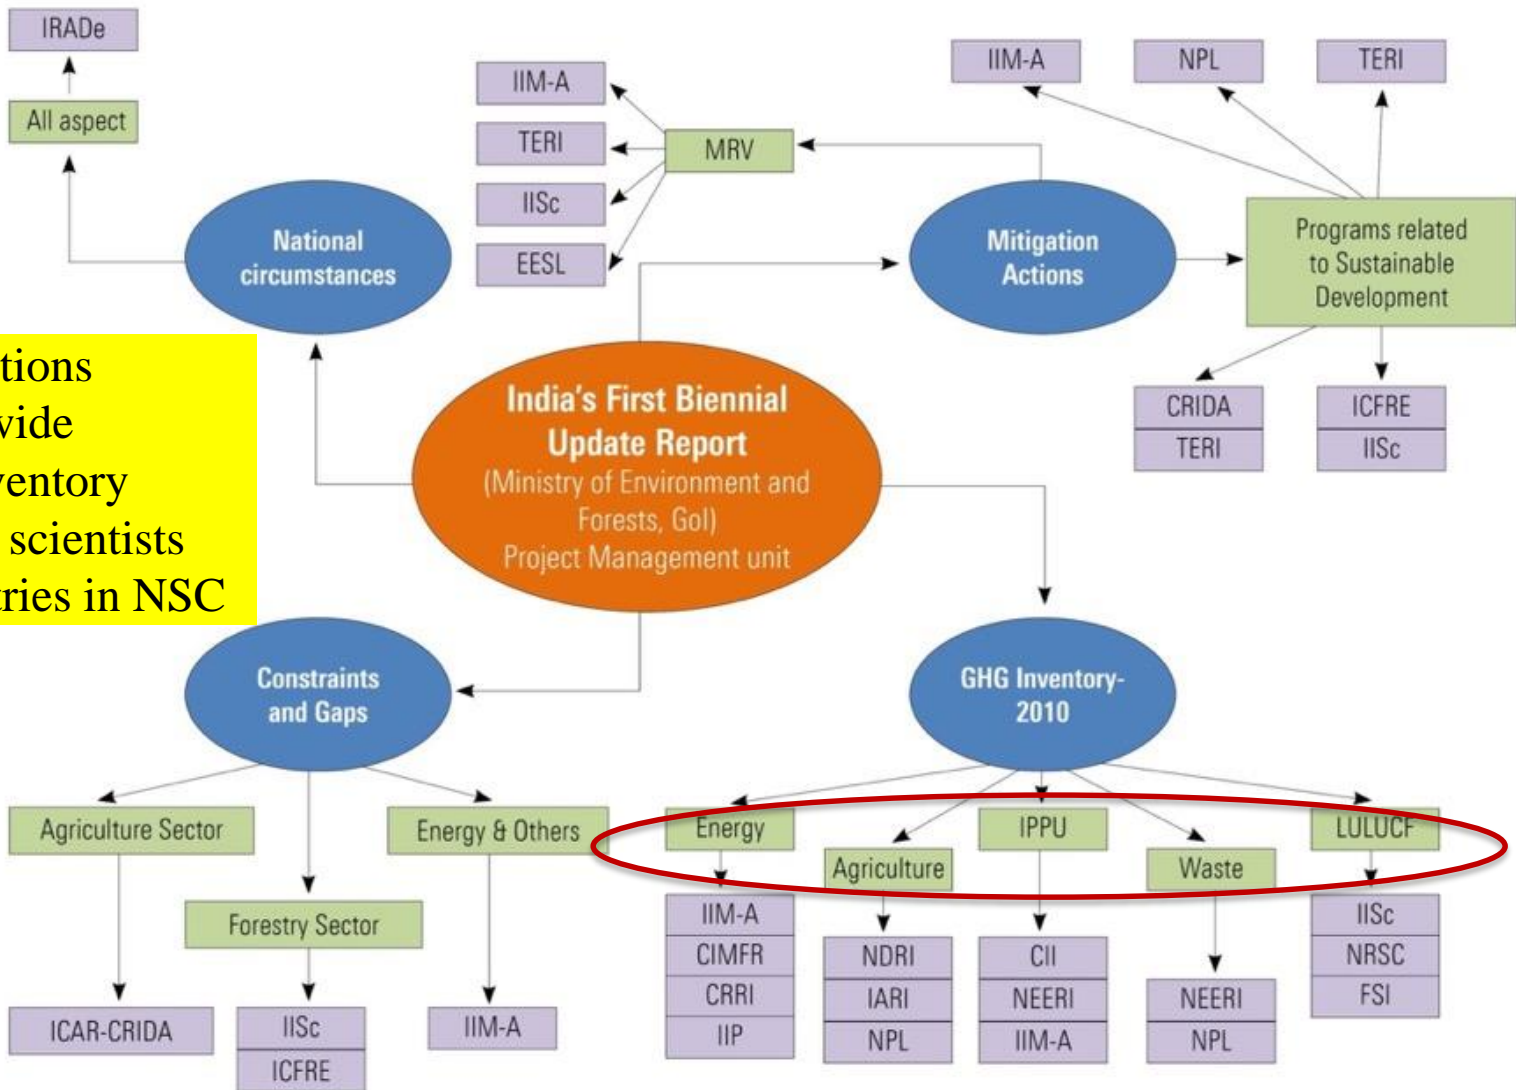 IRADe
All aspect
National
circumstances
IIM-A
TERI
IISc
EESL
MRV
Mitigation
Actions
IIM-A
NPL
TERI
Programs related
to Sustainable
Development
CRIDA
TERI
ICFRE
IISc
tions
vide
ventory
scientists
tries in NSC
India's First Biennial
Update Report
(Ministry of Environment and
Forests, GoI)
Project Management unit
Constraints
and Gaps
Agriculture Sector
Energy & Others
Forestry Sector
ICAR-CRIDA
IISc
ICFRE
IIM-A
GHG Inventory-
2010
Energy
IPPU
LULUCF
Agriculture
Waste
IIM-A
CIMFR
CRRI
IIP
NDRI
IARI
NPL
CII
NEERI
IIM-A
NEERI
NPL
IISc
NRSC
FSI